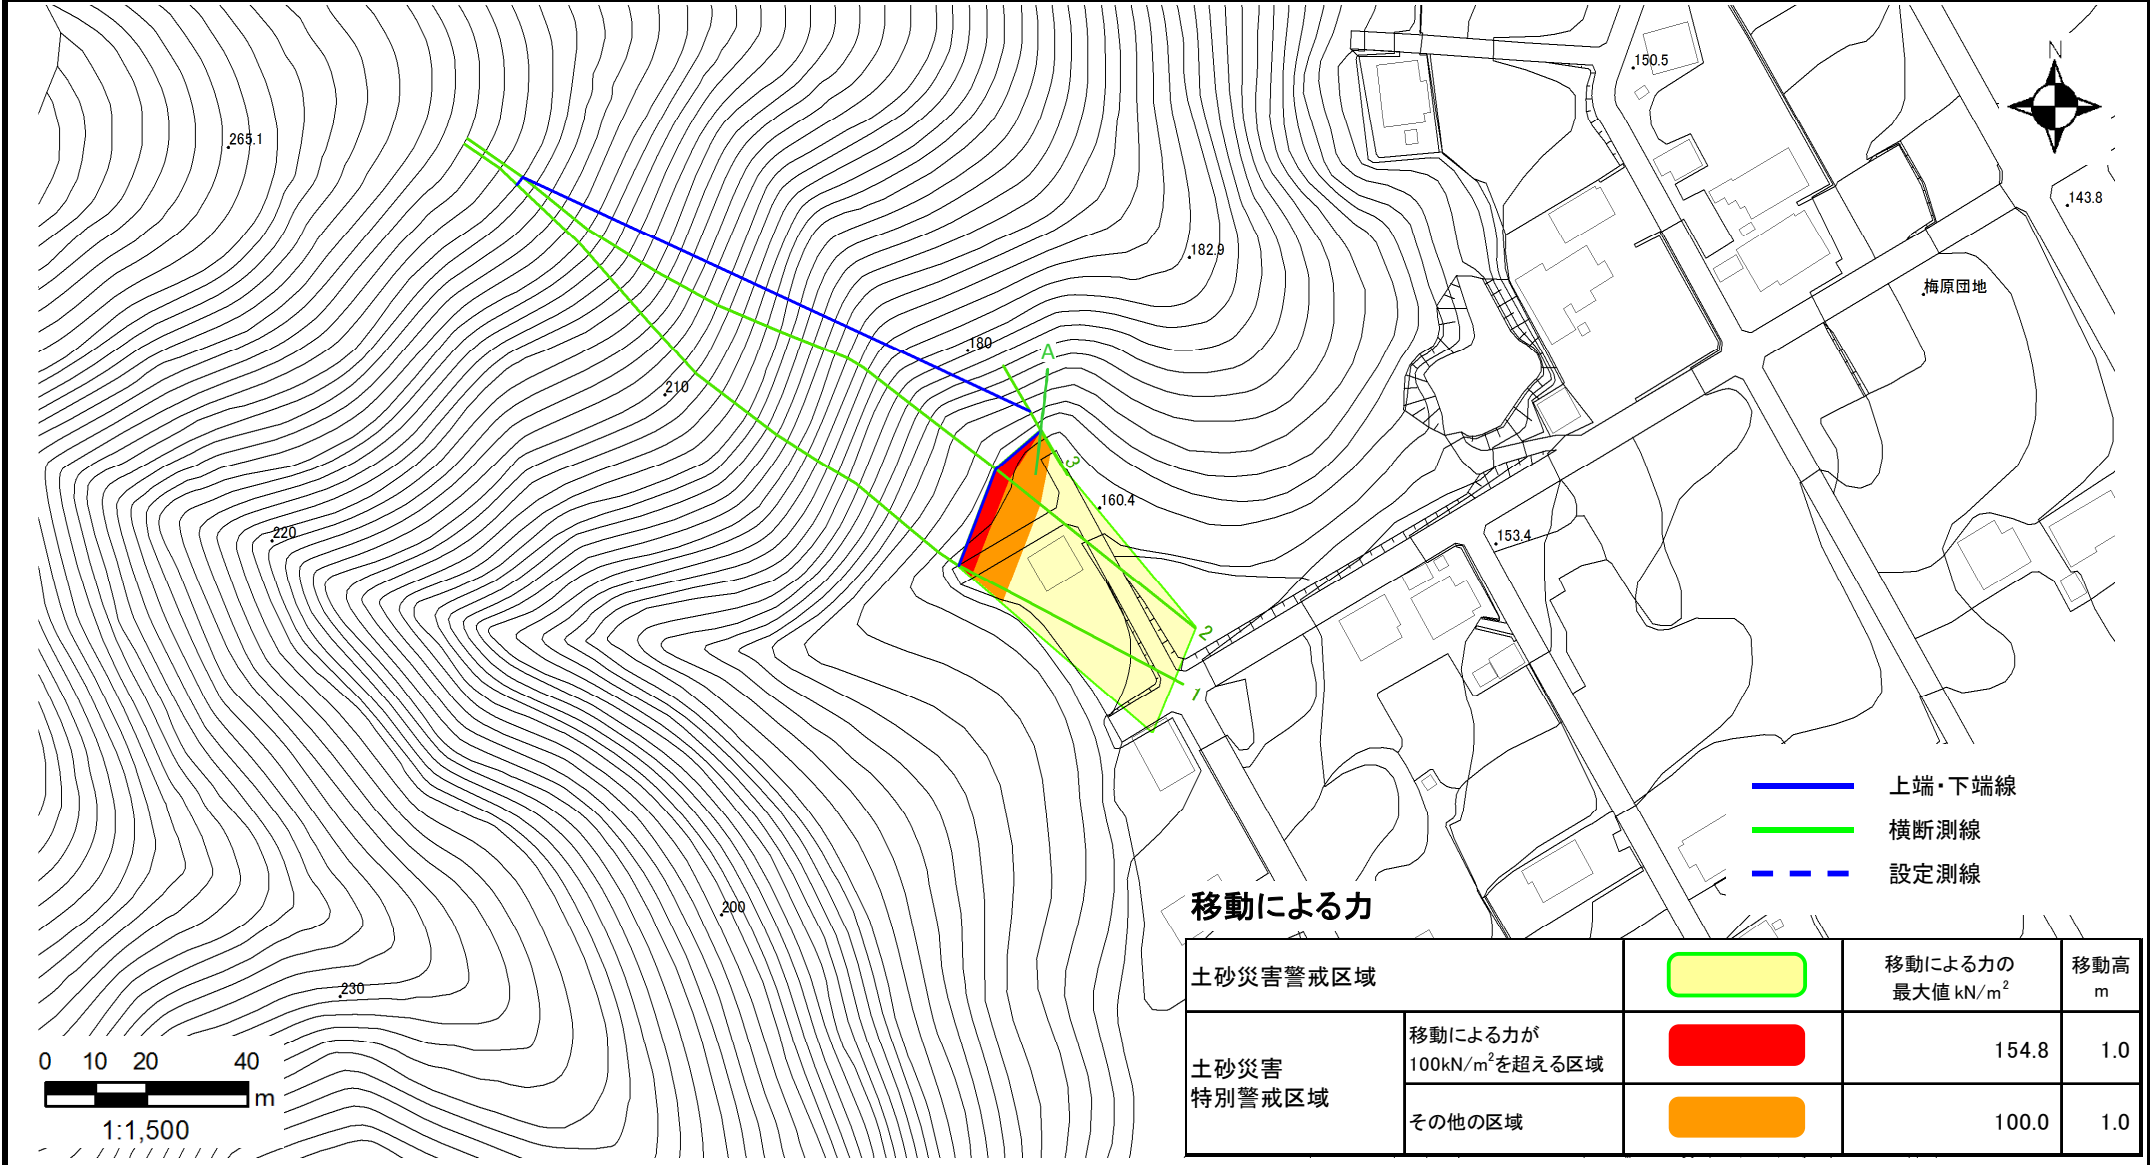 N
150.5
265.1
143.8
182.9
梅原団地
180
A
210
3
160.4
220
153.4
2
1
上端・下端線
横断測線
設定測線
200
230
移動による力
土砂災害警戒区域
移動による力の
最大値 kN/m²
移動高
m
土砂災害
特別警戒区域
移動による力が
100kN/m²を超える区域
154.8
1.0
その他の区域
100.0
1.0
0 10 20 40
m
1:1,500